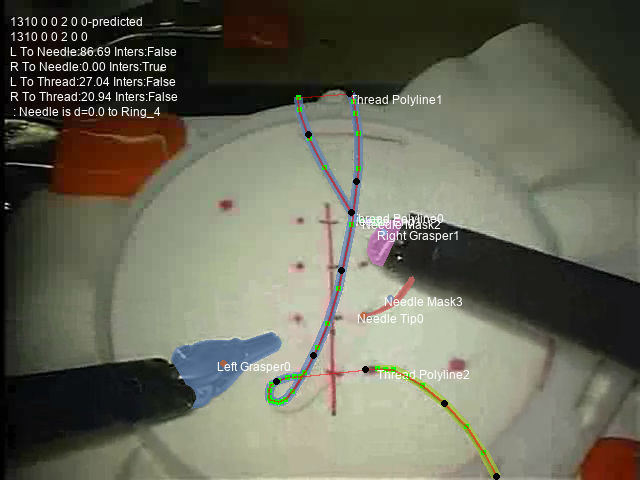 1310 0 0 2 0 0-predicted
1310 0 0 2 0 0
L To Needle:86.69 Inters:False
R To Needle:0.00 Inters:True
L To Thread:27.04 Inters:False
R To Thread:20.94 Inters:False
: Needle is d=0.0 to Ring_4
Thread Polyline1
Thread Polyline0
Needle Mask2
Right Grasper1
Needle Mask3
Needle Tip0
Left Grasper0
Thread Polyline2